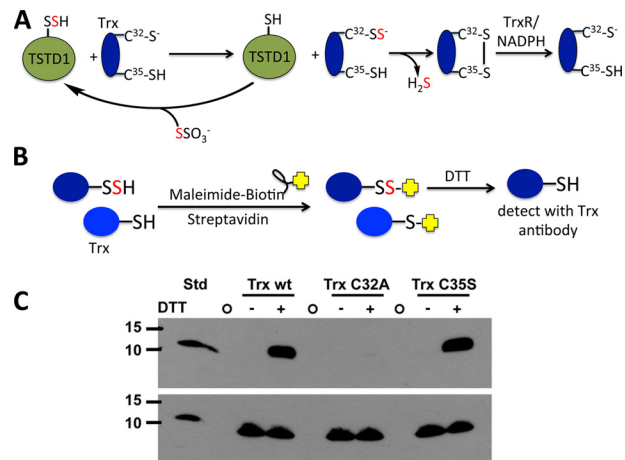 A
SSH
TSTD1
+
Trx
C32-S-
C35-SH
SH
TSTD1
+
C32-SS-
C35-SH
H2S
C32-S
C35-S
TrxR/
NADPH
C32-S-
C35-SH
SSO3-
B
SSH
SH
Trx
Maleimide-Biotin
Streptavidin
SS-
S-
DTT
SH
detect with Trx
antibody
C
Std Trx wt Trx C32A Trx C35S
DTT O - + O - + O - +
15
10
15
10